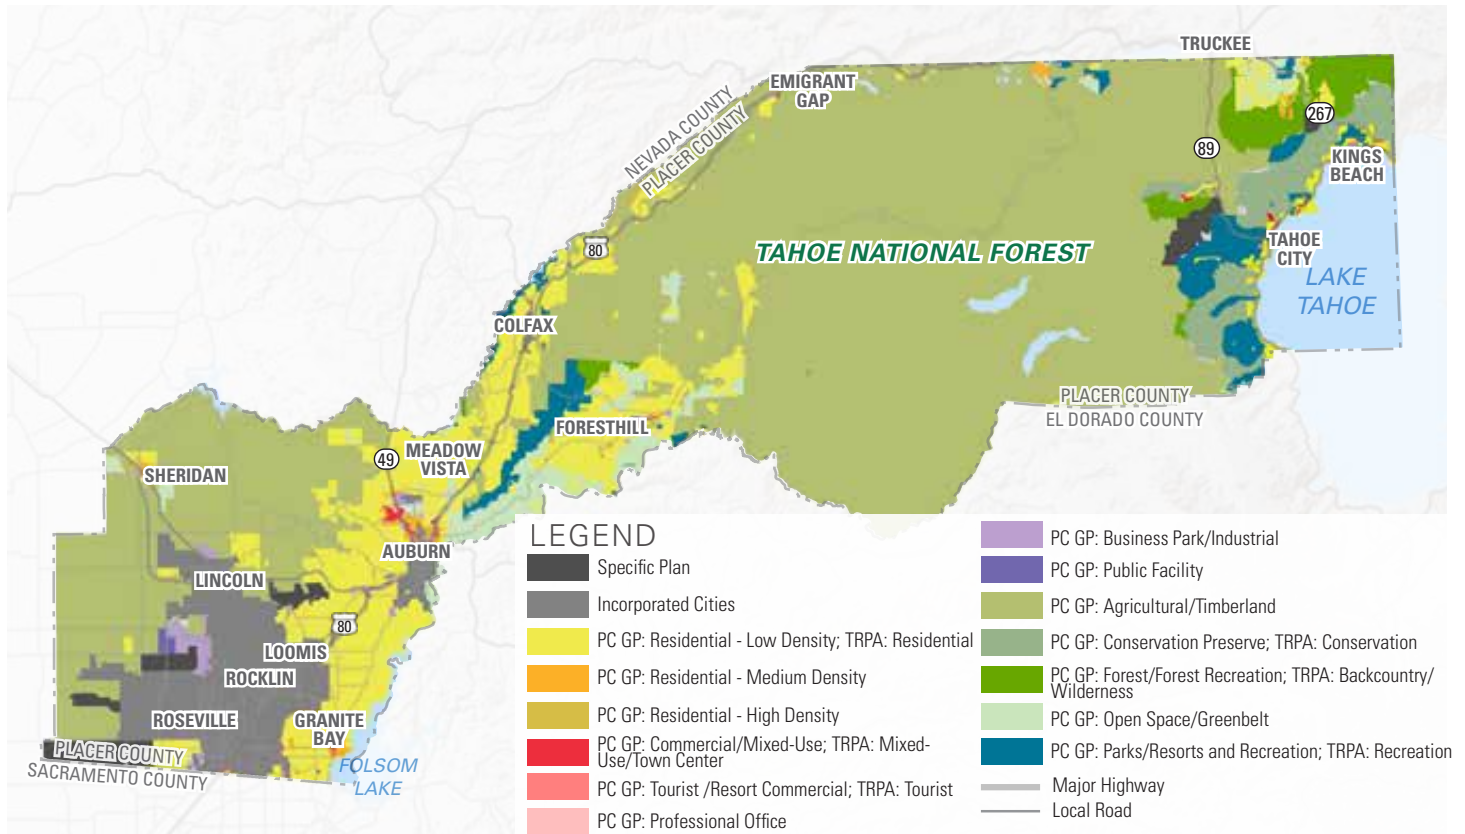 TRUCKEE
EMIGRANT
GAP
NEVADA COUNTY
PLACER COUNTY
267
89
KINGS
BEACH
80
TAHOE NATIONAL FOREST
TAHOE
CITY
LAKE
TAHOE
COLFAX
PLACER COUNTY
EL DORADO COUNTY
FORESTHILL
MEADOW
VISTA
49
SHERIDAN
AUBURN
LINCOLN
80
LOOMIS
ROCKLIN
ROSEVILLE
GRANITE
BAY
PLACER COUNTY
SACRAMENTO COUNTY
FOLSOM
LAKE
LEGEND
Specific Plan
Incorporated Cities
PC GP: Residential - Low Density; TRPA: Residential
PC GP: Residential - Medium Density
PC GP: Residential - High Density
PC GP: Commercial/Mixed-Use; TRPA: Mixed-
Use/Town Center
PC GP: Tourist /Resort Commercial; TRPA: Tourist
PC GP: Professional Office
PC GP: Business Park/Industrial
PC GP: Public Facility
PC GP: Agricultural/Timberland
PC GP: Conservation Preserve; TRPA: Conservation
PC GP: Forest/Forest Recreation; TRPA: Backcountry/
Wilderness
PC GP: Open Space/Greenbelt
PC GP: Parks/Resorts and Recreation; TRPA: Recreation
Major Highway
Local Road